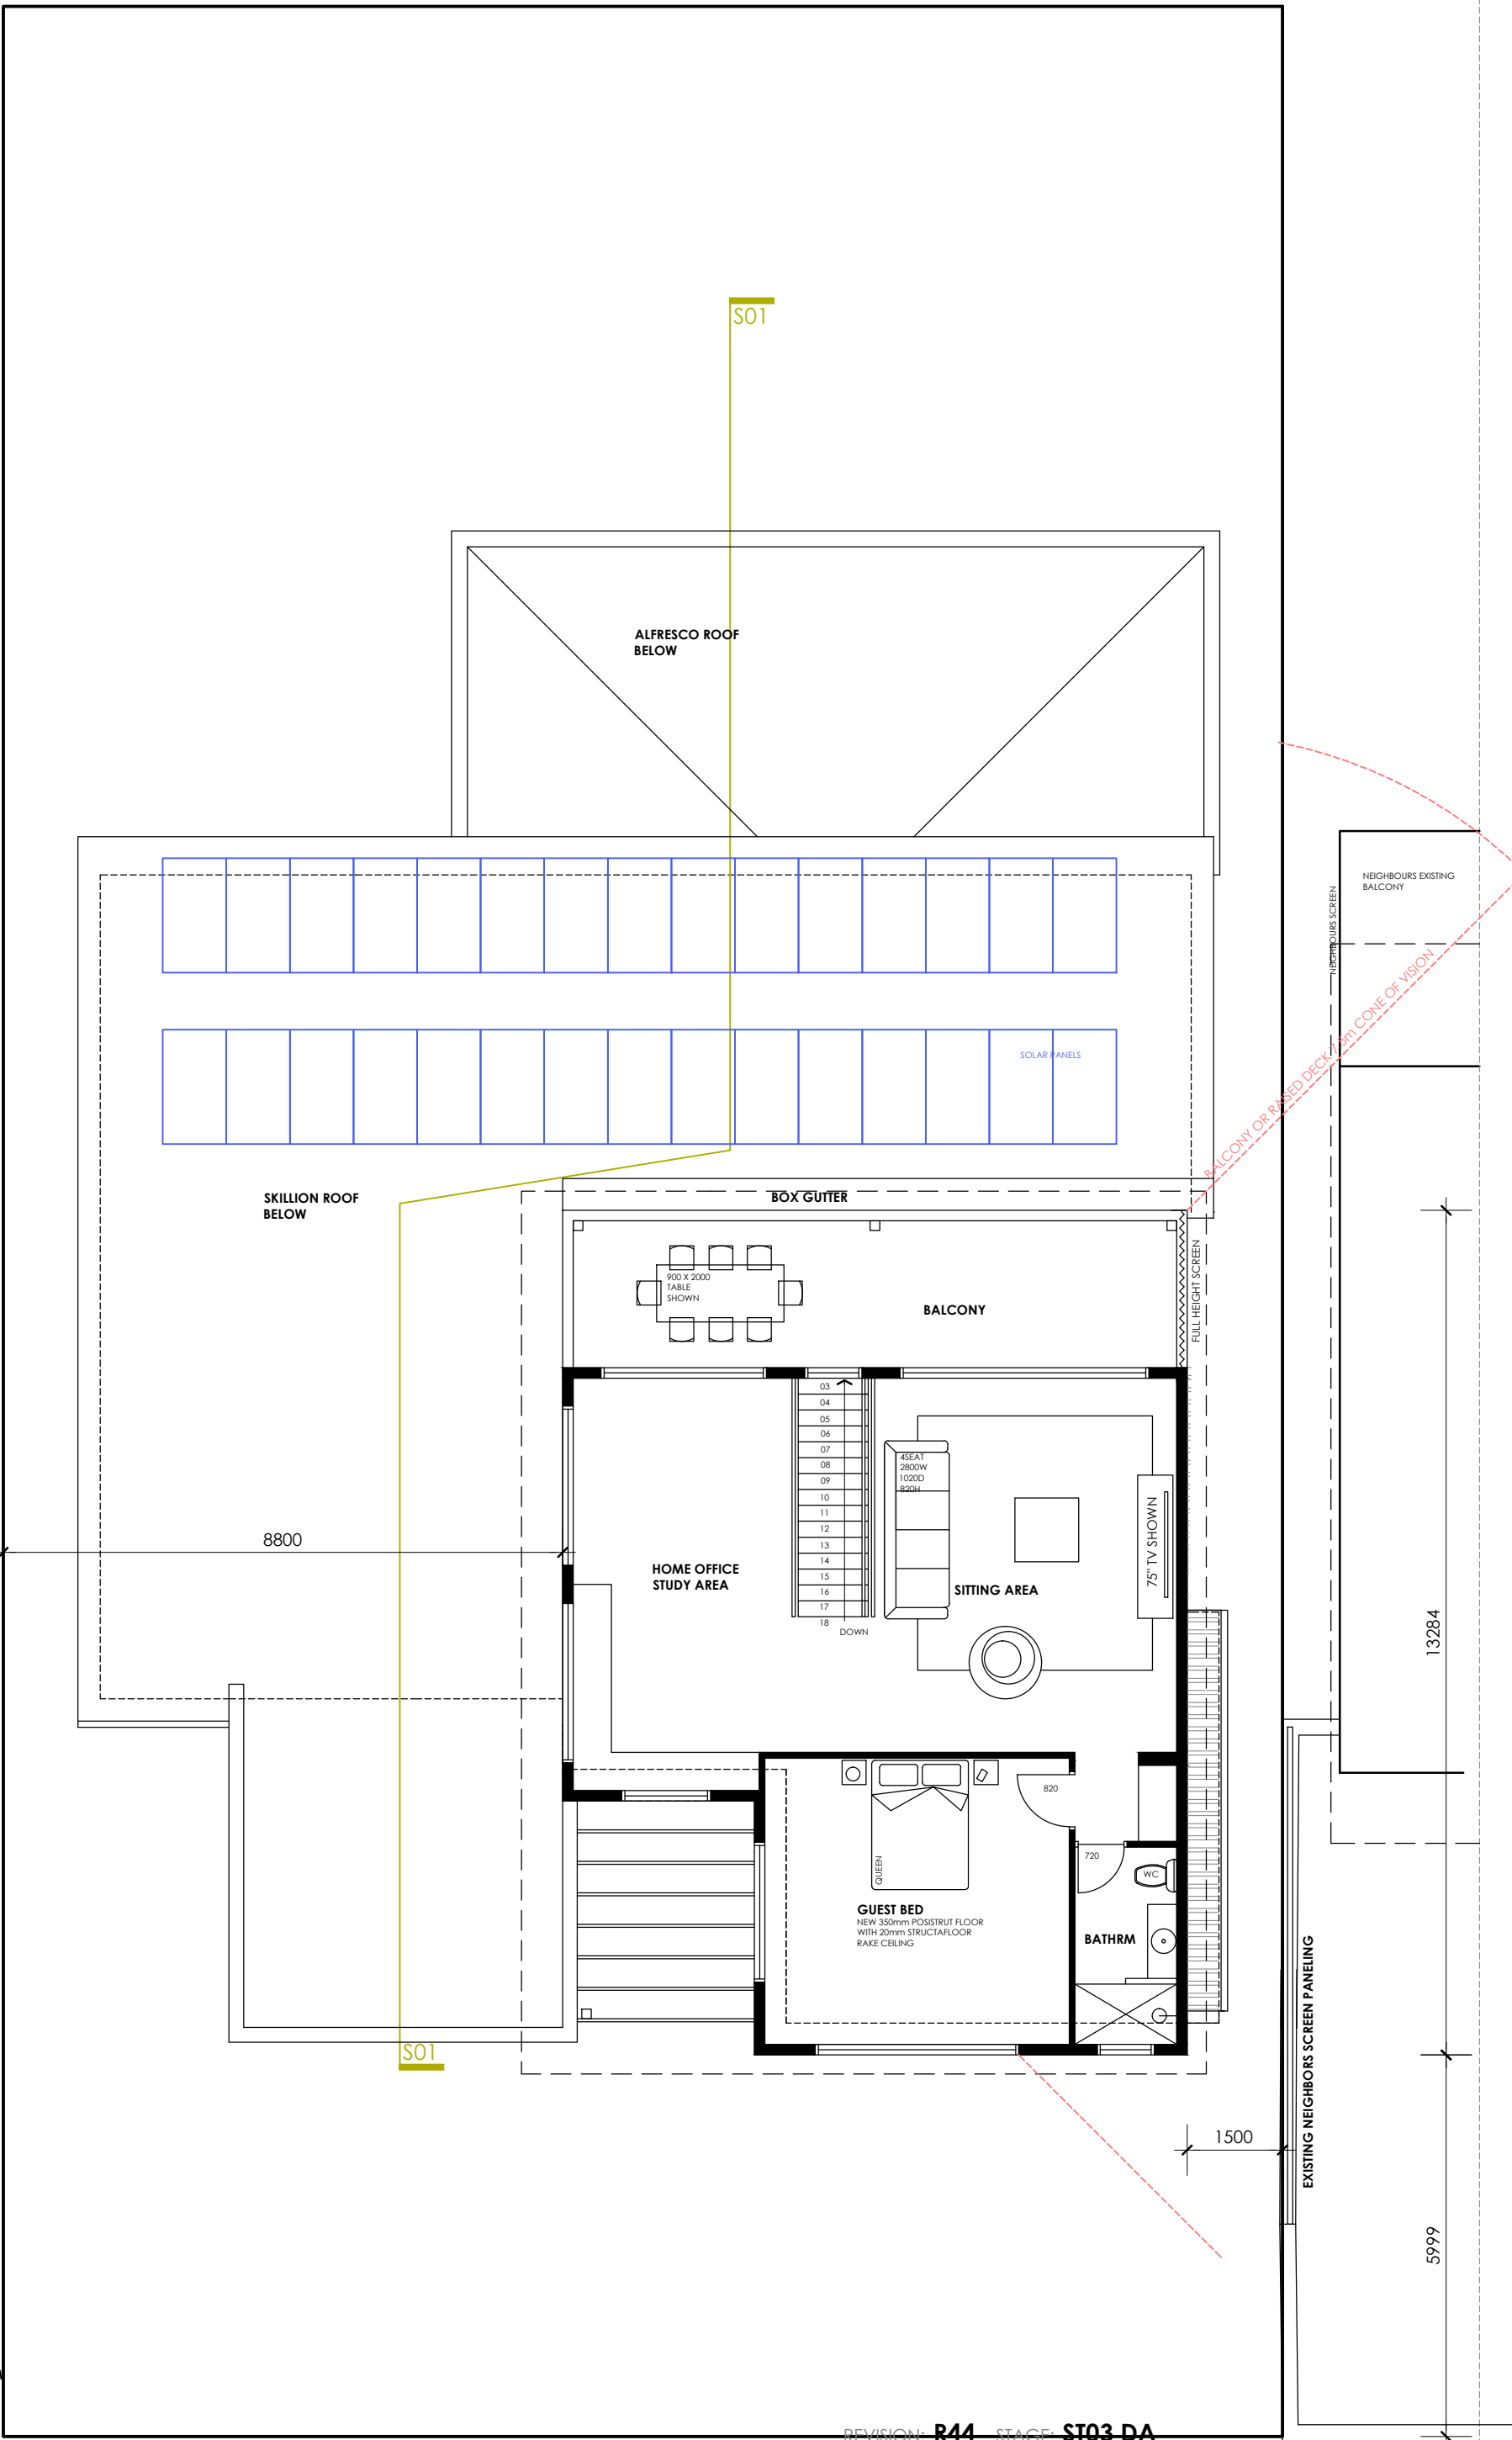 S01
ALFRESCO ROOF
BELOW
NEIGHBOURS EXISTING
BALCONY
NEIGHBOURS SCREEN
BALCONY OR RAISED DECK 7.5m CONE OF VISION
SOLAR PANELS
SKILLION ROOF
BELOW
BOX GUTTER
900 X 2000
TABLE
SHOWN
BALCONY
FULL HEIGHT SCREEN
03
04
05
06
07
08
09
10
11
12
13
14
15
16
17
18
DOWN
4SEAT
2800W
1020D
820H
75" TV SHOWN
8800
HOME OFFICE
STUDY AREA
SITTING AREA
13284
820
720
WC
QUEEN
GUEST BED
NEW 350mm POSISTRUT FLOOR
WITH 20mm STRUCTAFLOOR
RAKE CEILING
BATHRM
EXISTING NEIGHBORS SCREEN PANELING
S01
1500
5999
REVISION: R44 STAGE: ST03 DA